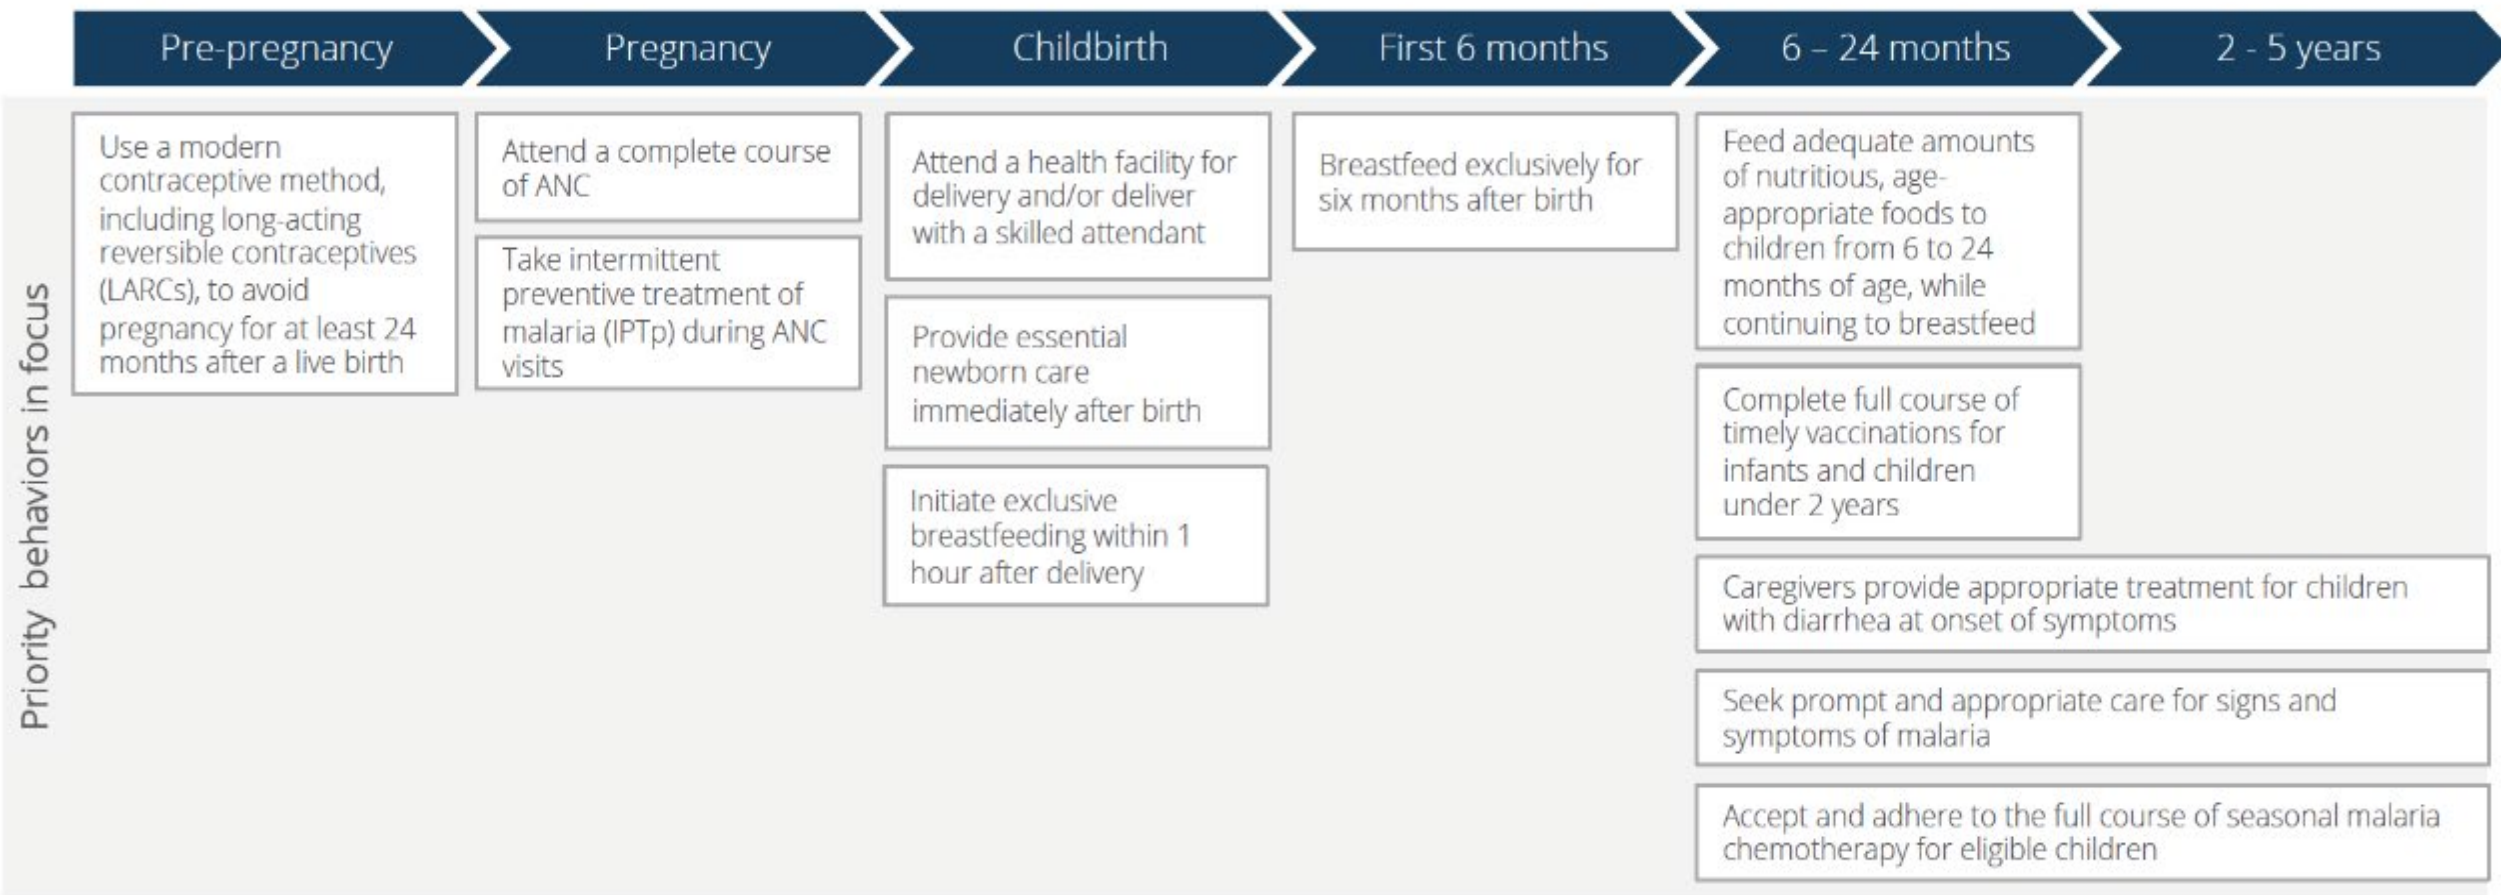 Pre-pregnancy
Pregnancy
Childbirth
First 6 months
6 – 24 months
2 - 5 years
Priority behaviors in focus
Use a modern
contraceptive method,
including long-acting
reversible contraceptives
(LARCs), to avoid
pregnancy for at least 24
months after a live birth
Attend a complete course
of ANC
Take intermittent
preventive treatment of
malaria (IPTp) during ANC
visits
Attend a health facility for
delivery and/or deliver
with a skilled attendant
Provide essential
newborn care
immediately after birth
Initiate exclusive
breastfeeding within 1
hour after delivery
Breastfeed exclusively for
six months after birth
Feed adequate amounts
of nutritious, age-
appropriate foods to
children from 6 to 24
months of age, while
continuing to breastfeed
Complete full course of
timely vaccinations for
infants and children
under 2 years
Caregivers provide appropriate treatment for children
with diarrhea at onset of symptoms
Seek prompt and appropriate care for signs and
symptoms of malaria
Accept and adhere to the full course of seasonal malaria
chemotherapy for eligible children